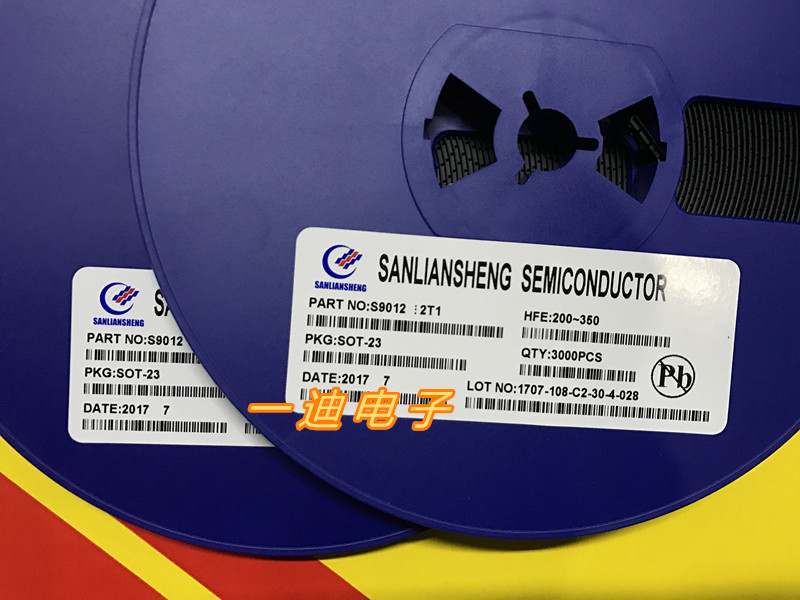 SANLIANSHENG
SANLIANSHENG SEMICONDUCTOR
PART NO:S9012 :2T1
HFE:200~350
PKG:SOT-23
QTY:3000PCS
DATE:2017 7
LOT NO:1707-108-C2-30-4-028
Pb
SANLIANSHENG
SA
PART NO:S9012
PKG:SOT-23
DATE:2017 7
一迪电子